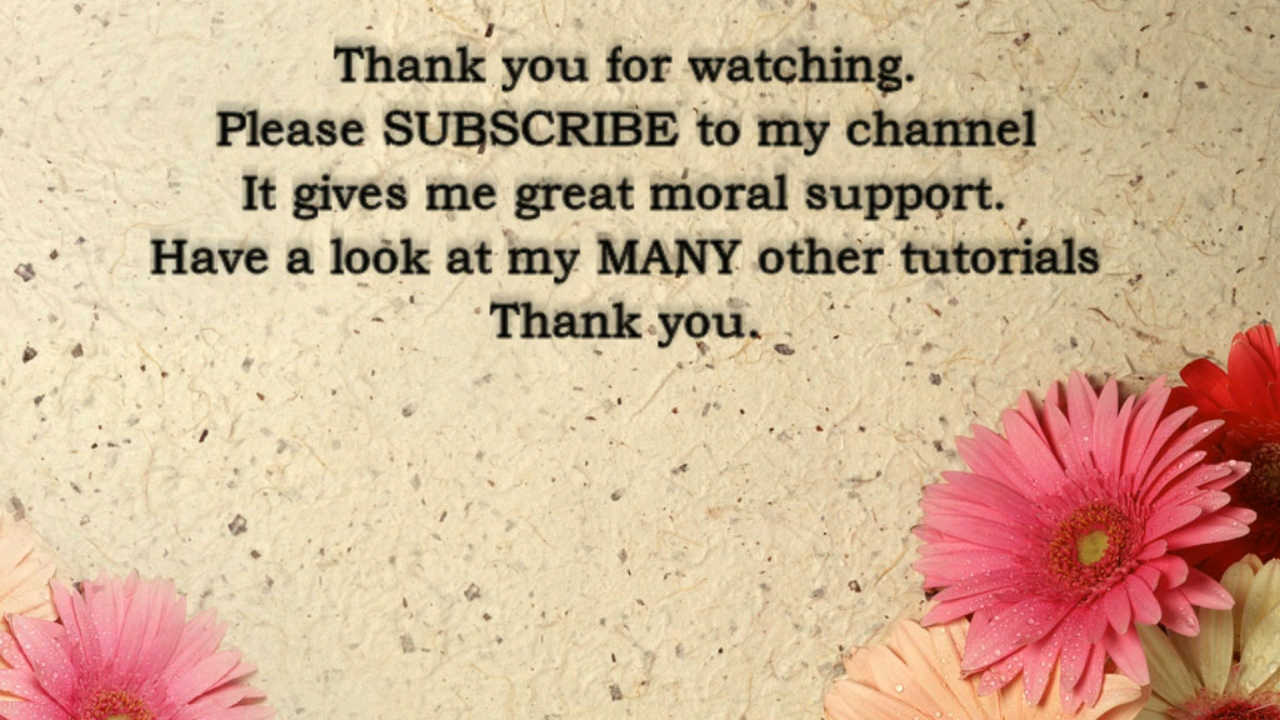 Thank you for watching.
Please SUBSCRIBE to my channel
It gives me great moral support.
Have a look at my MANY other tutorials
Thank you.